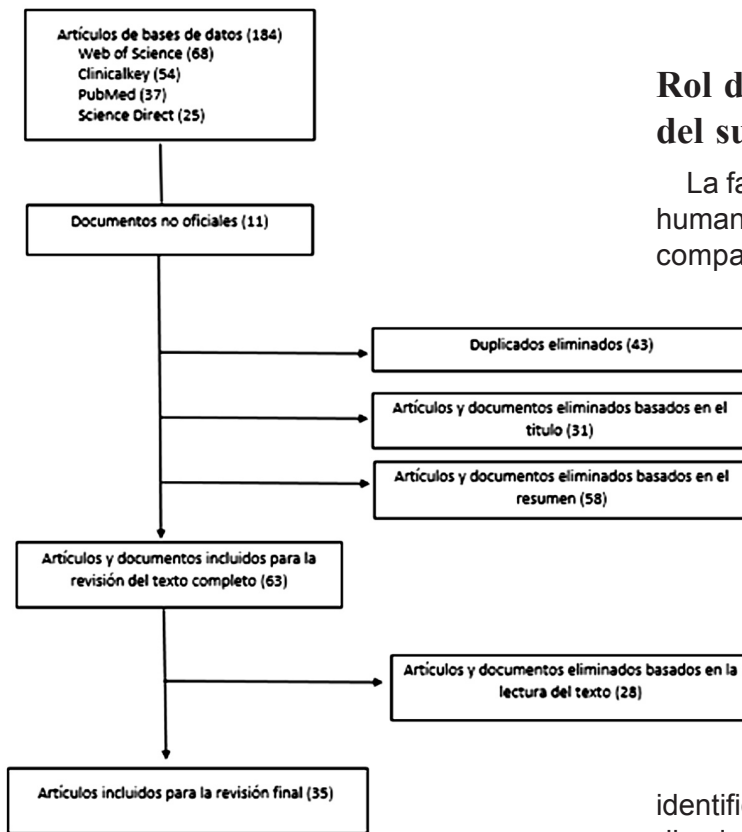 Artículos de bases de datos (184)
Web of Science (68)
Clinicalkey (54)
PubMed (37)
Science Direct (25)
Documentos no oficiales (11)
Duplicados eliminados (43)
Artículos y documentos eliminados basados en el
titulo (31)
Artículos y documentos eliminados basados en el
resumen (58)
Artículos y documentos incluidos para la
revisión del texto completo (63)
Artículos y documentos eliminados basados en la
lectura del texto (28)
Artículos incluidos para la revisión final (35)
Rol d
del su
La fa
human
compa
identific